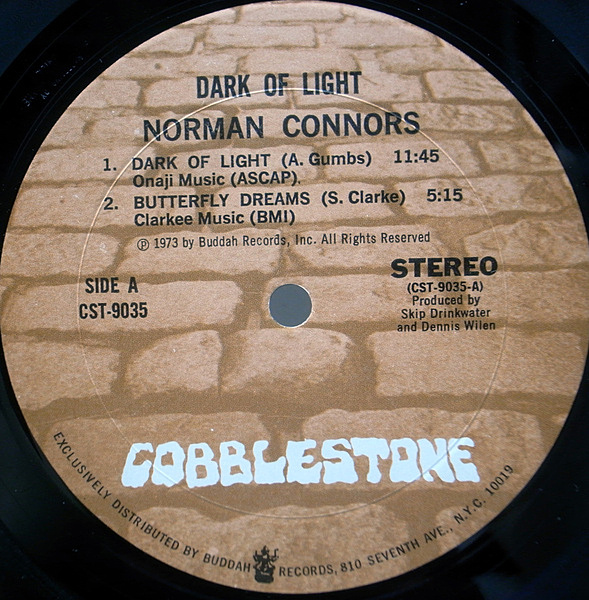 DARK OF LIGHT
NORMAN CONNORS
1. DARK OF LIGHT (A. Gumbs) 11:45
Onaji Music (ASCAP).
2. BUTTERFLY DREAMS (S. Clarke) 5:15
Clarkee Music (BMI)
℗ 1973 by Buddah Records, Inc. All Rights Reserved
SIDE A
CST-9035
STEREO
(CST-9035-A)
Produced by
Skip Drinkwater
and Dennis Wilen
COBBLESTONE
EXCLUSIVELY DISTRIBUTED BY BUDDAH RECORDS, 810 SEVENTH AVE., N.Y.C. 10019